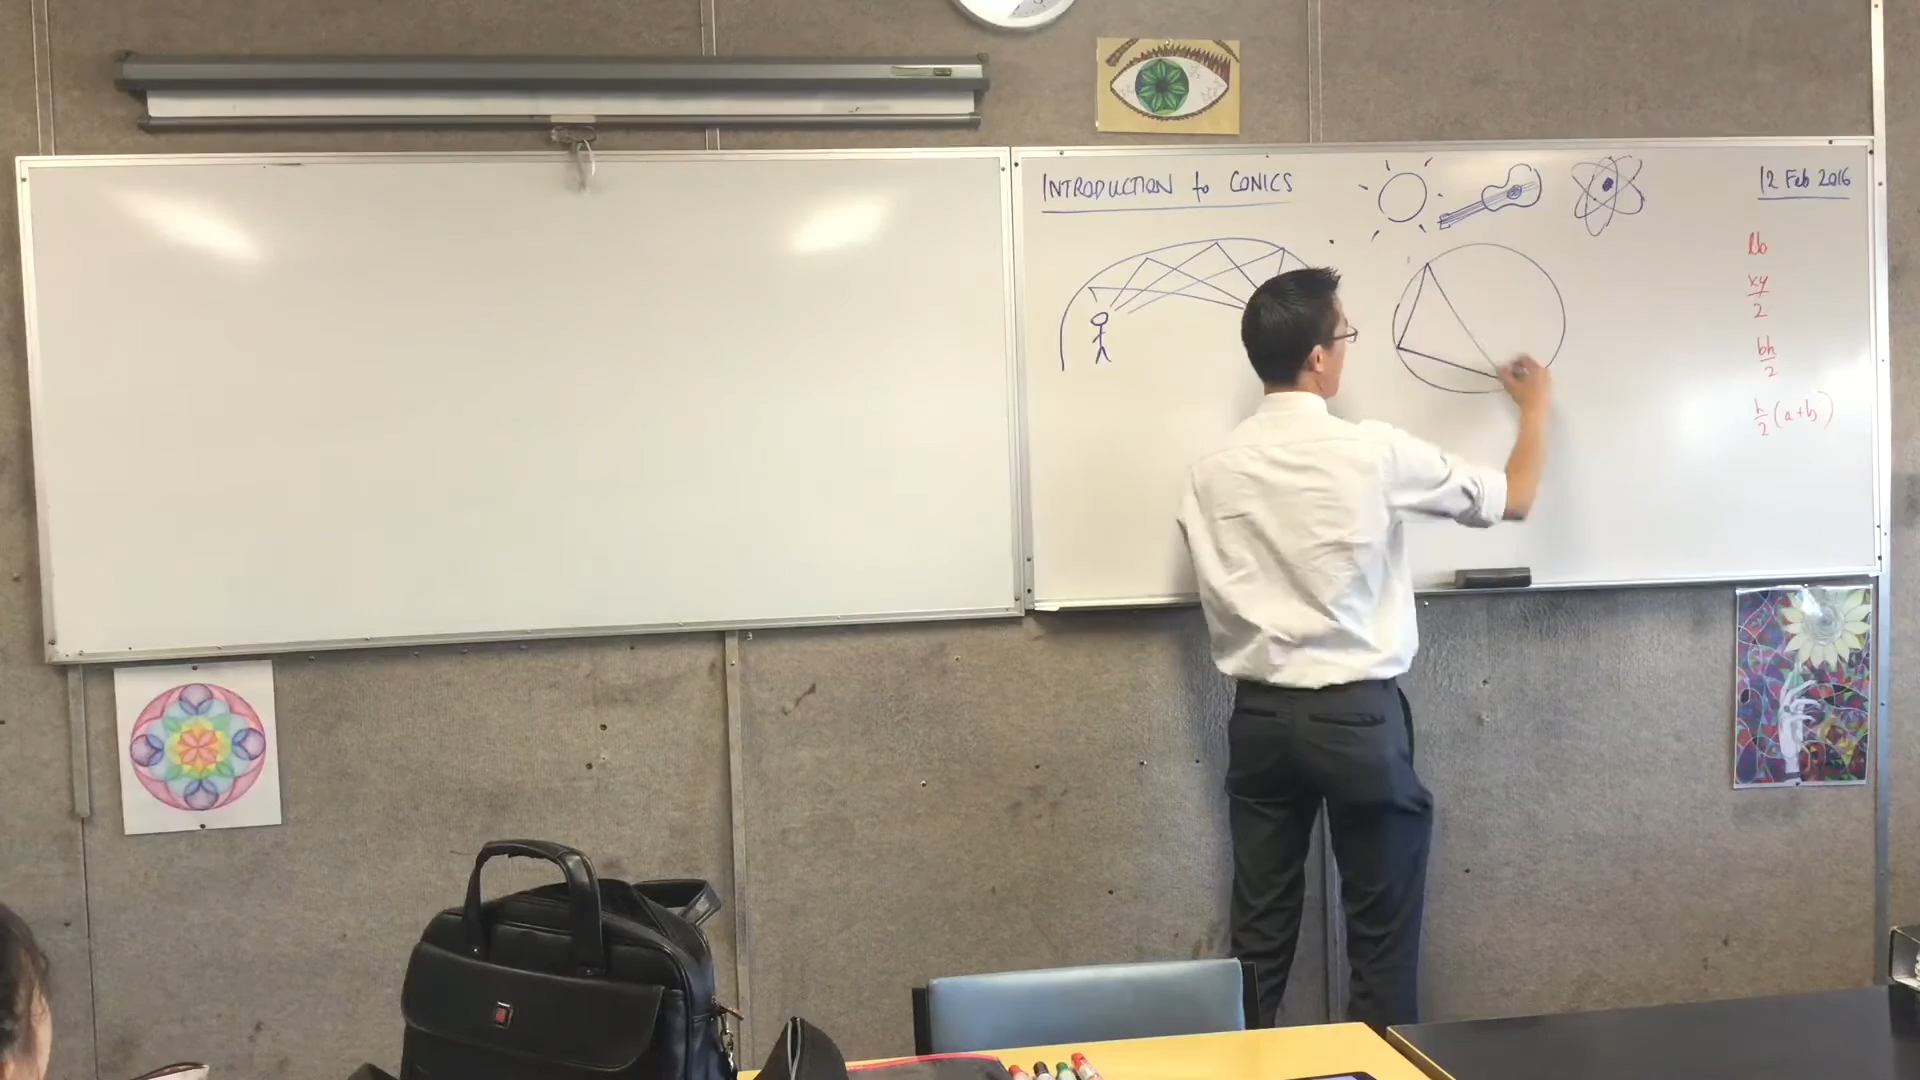 INTRODUCTION to CONICS
12 Feb 2016
lb
xy/2
bh/2
h/2 (a+b)